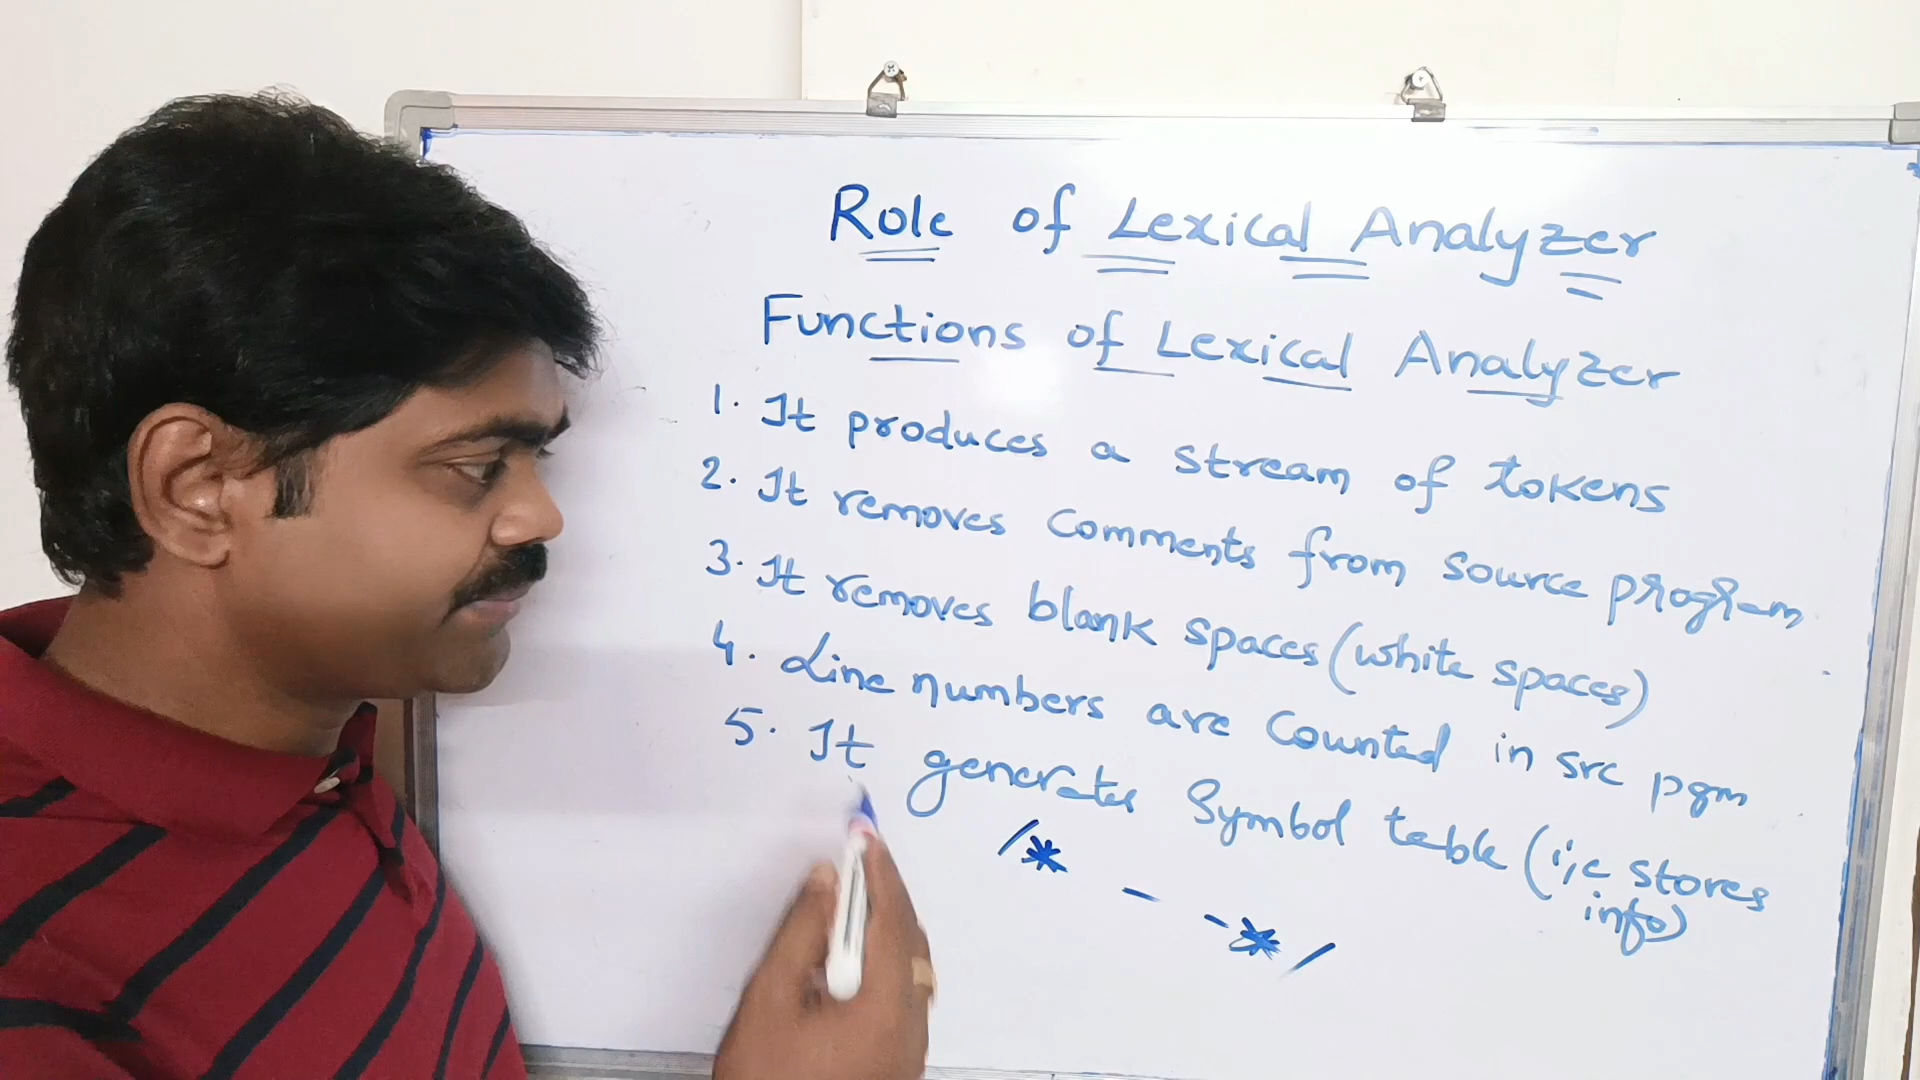 Role of Lexical Analyzer
Functions of Lexical Analyzer
1. It produces a stream of tokens
2. It removes comments from source program
3. It removes blank spaces (white spaces)
4. Line numbers are counted in src pgm
5. It generates Symbol table (i,e stores
info)
/* - -*/